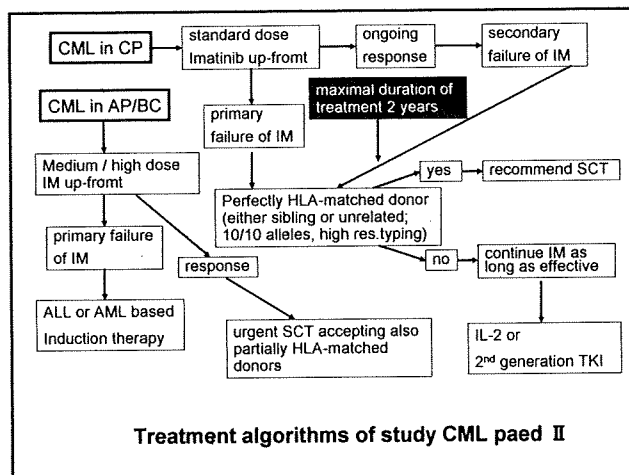 CML in CP
standard dose
Imatinib up-fromt
ongoing
response
secondary
failure of IM
CML in AP/BC
primary
failure of IM
maximal duration of
treatment 2 years
Medium / high dose
IM up-fromt
Perfectly HLA-matched donor
(either sibling or unrelated;
10/10 alleles, high res.typing)
yes
recommend SCT
primary failure
of IM
response
no
continue IM as
long as effective
ALL or AML based
Induction therapy
urgent SCT accepting also
partially HLA-matched
donors
IL-2 or
2nd generation TKI
Treatment algorithms of study CML paed II